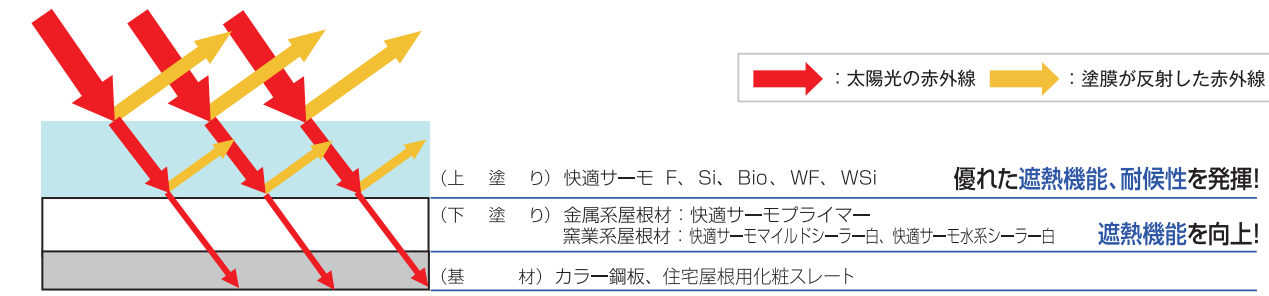 ：太陽光の赤外線 ：塗膜が反射した赤外線
（上　塗　り）快適サーモ F、Si、Bio、WF、WSi 優れた遮熱機能、耐候性を発揮!
（下　塗　り）金属系屋根材：快適サーモプライマー
窯業系屋根材：快適サーモマイルドシーラー白、快適サーモ水系シーラー白 遮熱機能を向上!
（基　　材）カラー鋼板、住宅屋根用化粧スレート